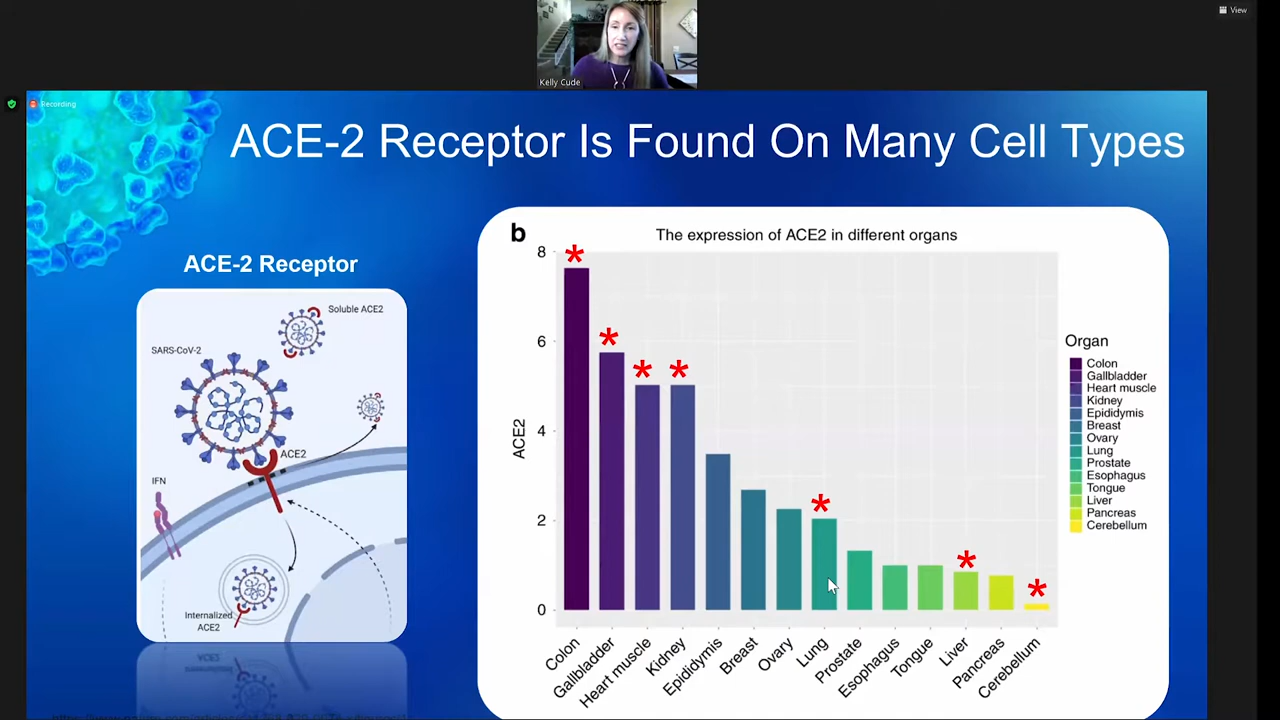 View
Kelly Cude
Recording
ACE-2 Receptor Is Found On Many Cell Types
ACE-2 Receptor
Soluble ACE2
SARS-CoV-2
ACE2
IFN
Internalized
ACE2
b
The expression of ACE2 in different organs
ACE2
8
6
4
2
0
* * * * * * *
Colon
Gallbladder
Heart muscle
Kidney
Epididymis
Breast
Ovary
Lung
Prostate
Esophagus
Tongue
Liver
Pancreas
Cerebellum
Organ
Colon
Gallbladder
Heart muscle
Kidney
Epididymis
Breast
Ovary
Lung
Prostate
Esophagus
Tongue
Liver
Pancreas
Cerebellum